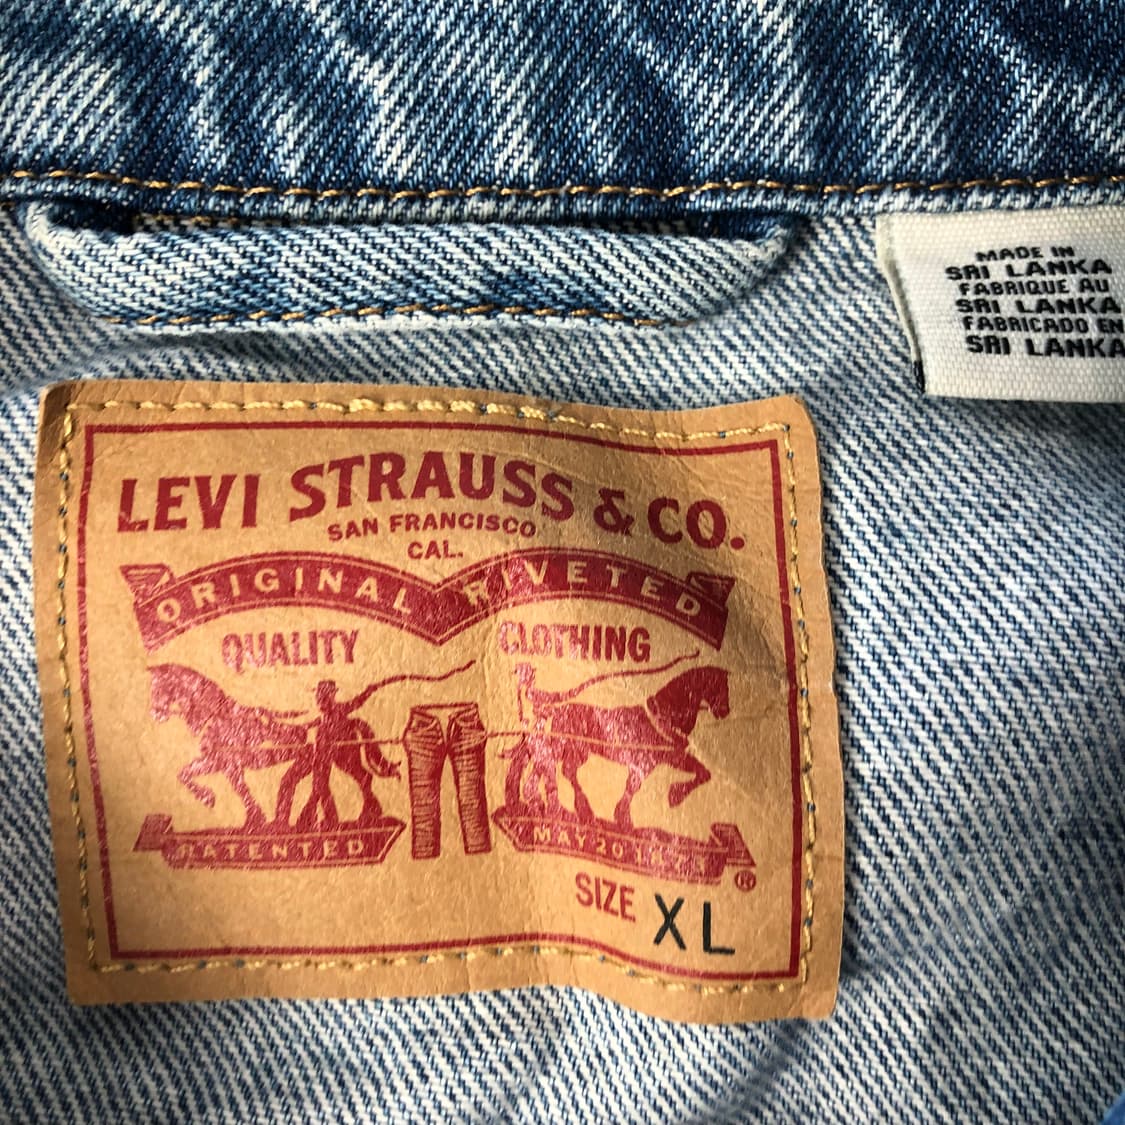 MADE IN
SRI LANKA
FABRIQUE AU
SRI LANKA
FABRICADO EN
SRI LANKA
LEVI STRAUSS & CO.
SAN FRANCISCO
CAL.
ORIGINAL RIVETED
QUALITY CLOTHING
PATENTED MAY 20 1873
®
SIZE XL